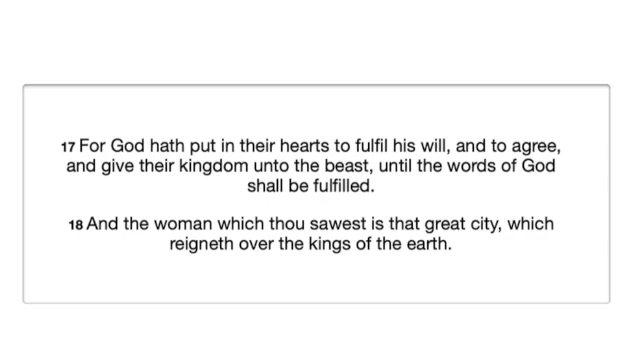 17 For God hath put in their hearts to fulfil his will, and to agree,
and give their kingdom unto the beast, until the words of God
shall be fulfilled.
18 And the woman which thou sawest is that great city, which
reigneth over the kings of the earth.